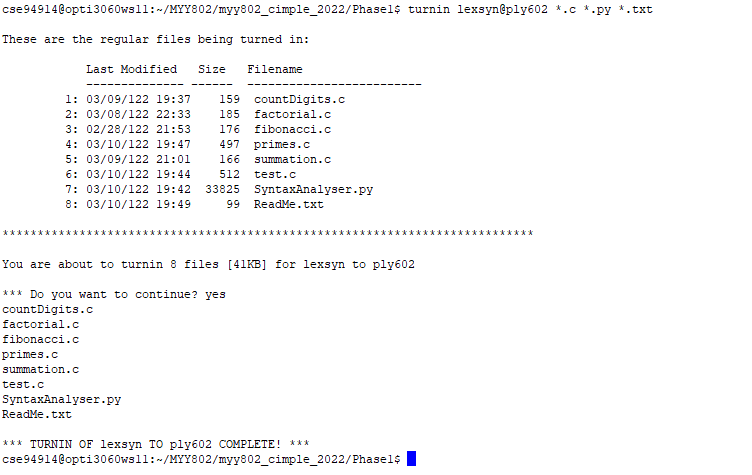 cse94914@opti3060ws11:~/MYY802/myy802_cimple_2022/Phase1$ turnin lexsyn@ply602 *.c *.py *.txt
These are the regular files being turned in:
Last Modified Size Filename
-------------- ------ -------------------------
1: 03/09/122 19:37 159 countDigits.c
2: 03/08/122 22:33 185 factorial.c
3: 02/28/122 21:53 176 fibonacci.c
4: 03/10/122 19:47 497 primes.c
5: 03/09/122 21:01 166 summation.c
6: 03/10/122 19:44 512 test.c
7: 03/10/122 19:42 33825 SyntaxAnalyser.py
8: 03/10/122 19:49 99 ReadMe.txt
****************************************************************************
You are about to turnin 8 files [41KB] for lexsyn to ply602
*** Do you want to continue? yes
countDigits.c
factorial.c
fibonacci.c
primes.c
summation.c
test.c
SyntaxAnalyser.py
ReadMe.txt
*** TURNIN OF lexsyn TO ply602 COMPLETE! ***
cse94914@opti3060ws11:~/MYY802/myy802_cimple_2022/Phase1$